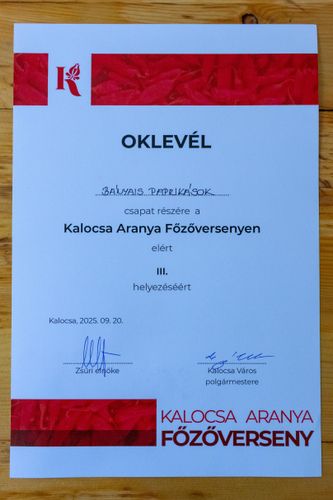 K
OKLEVÉL
BÁNYAIS PAPRIKÁSOK
csapat részére a
Kalocsa Aranya Főzőversenyen
elért
III.
helyezéséért
Kalocsa, 2025. 09. 20.
Zsűri elnöke
Kalocsa Város
polgármestere
KALOCSA ARANYA
FŐZŐVERSENY